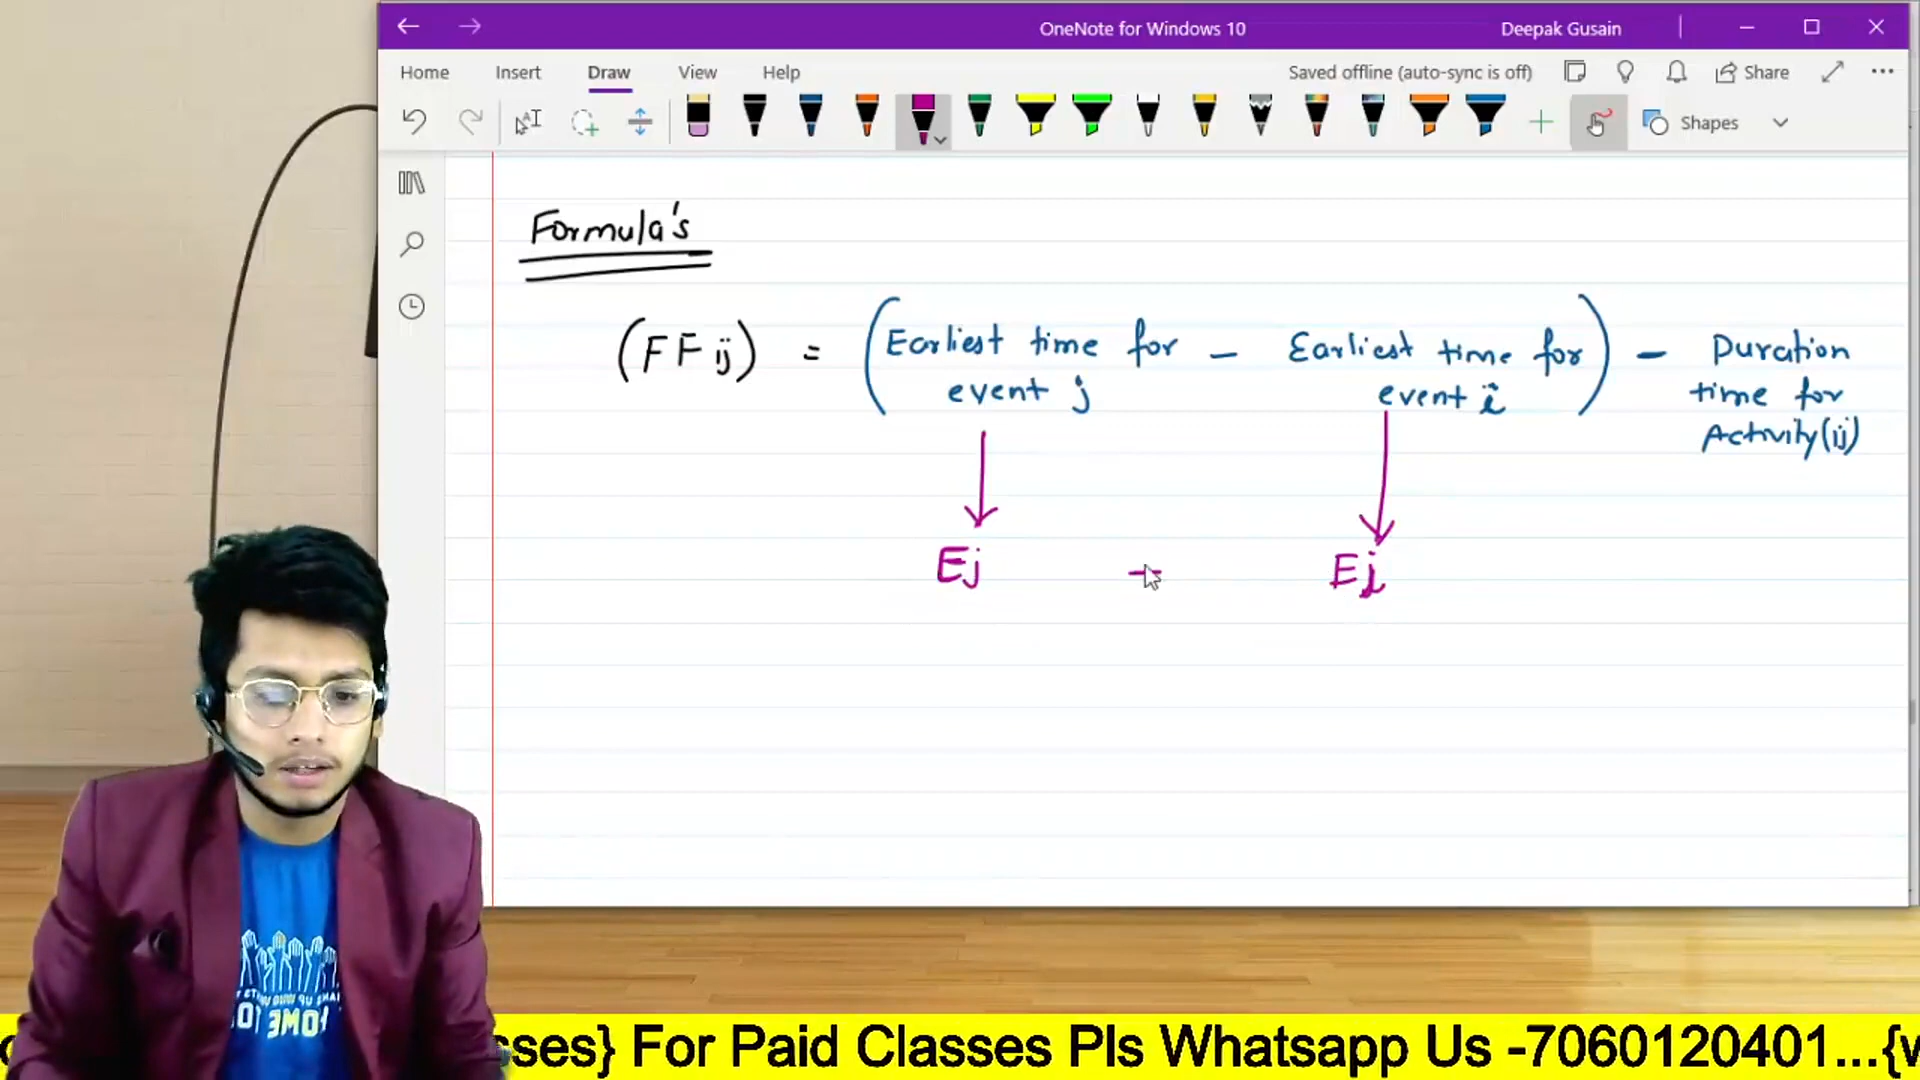 OneNote for Windows 10
Deepak Gusain
Home Insert Draw View Help
Saved offline (auto-sync is off)
Share
Shapes
Formula's
(FFij) = (Earliest time for event j - Earliest time for event i) - Duration time for Activity(ij)
Ej - Ei
HOME
sses} For Paid Classes Pls Whatsapp Us -7060120401...{w